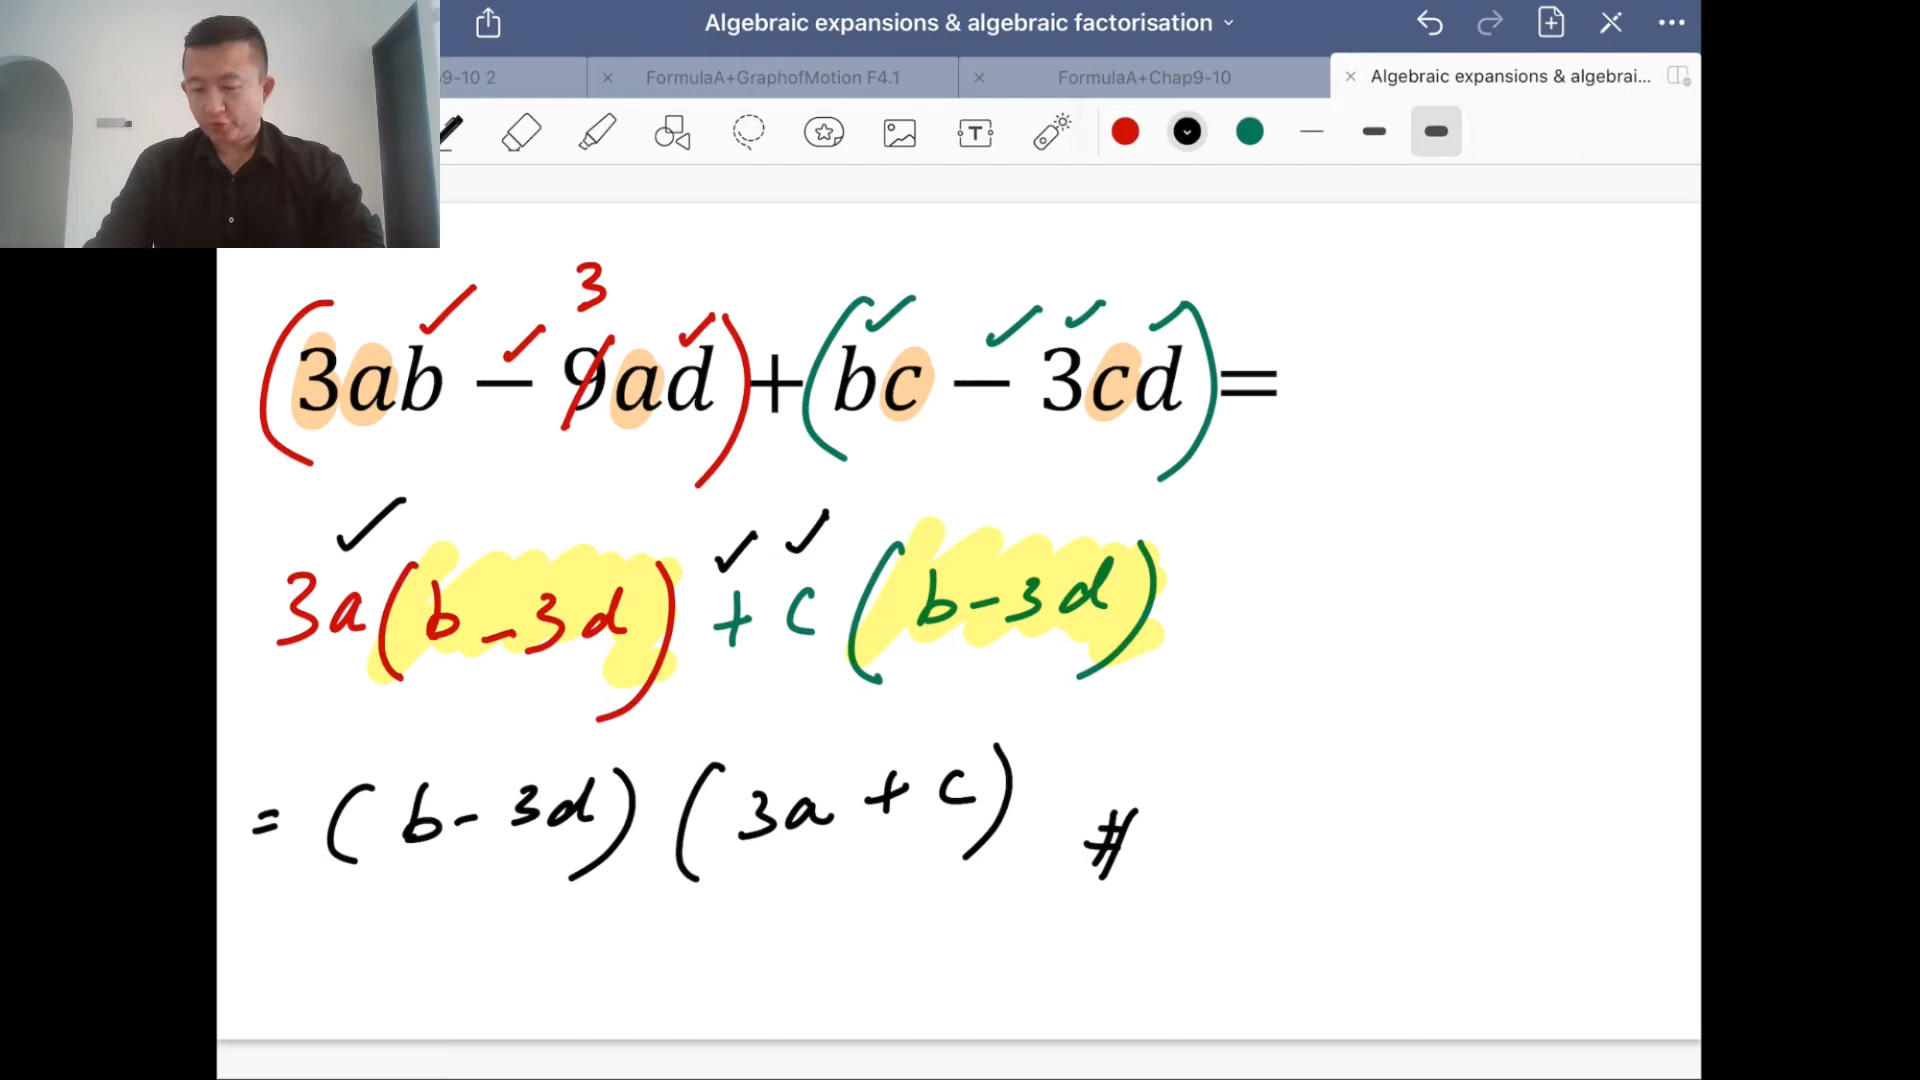 Algebraic expansions & algebraic factorisation
9-10 2
FormulaA+GraphofMotion F4.1
FormulaA+Chap9-10
Algebraic expansions & algebrai...
T
3
(3ab − 9ad) + (bc − 3cd) =
3a(b − 3d) + c(b − 3d)
= (b − 3d)(3a + c) #